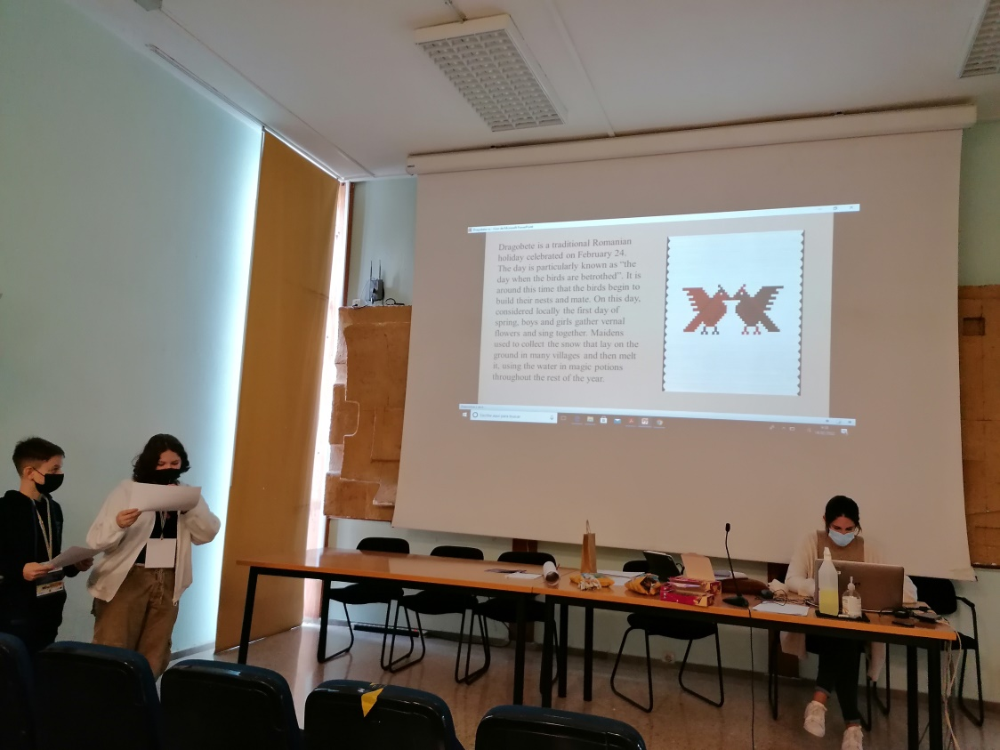 Dragobete is a traditional Romanian
holiday celebrated on February 24.
The day is particularly known as “the
day when the birds are betrothed”. It is
around this time that the birds begin to
build their nests and mate. On this day,
considered locally the first day of
spring, boys and girls gather vernal
flowers and sing together. Maidens
used to collect the snow that lay on the
ground in many villages and then melt
it, using the water in magic potions
throughout the rest of the year.